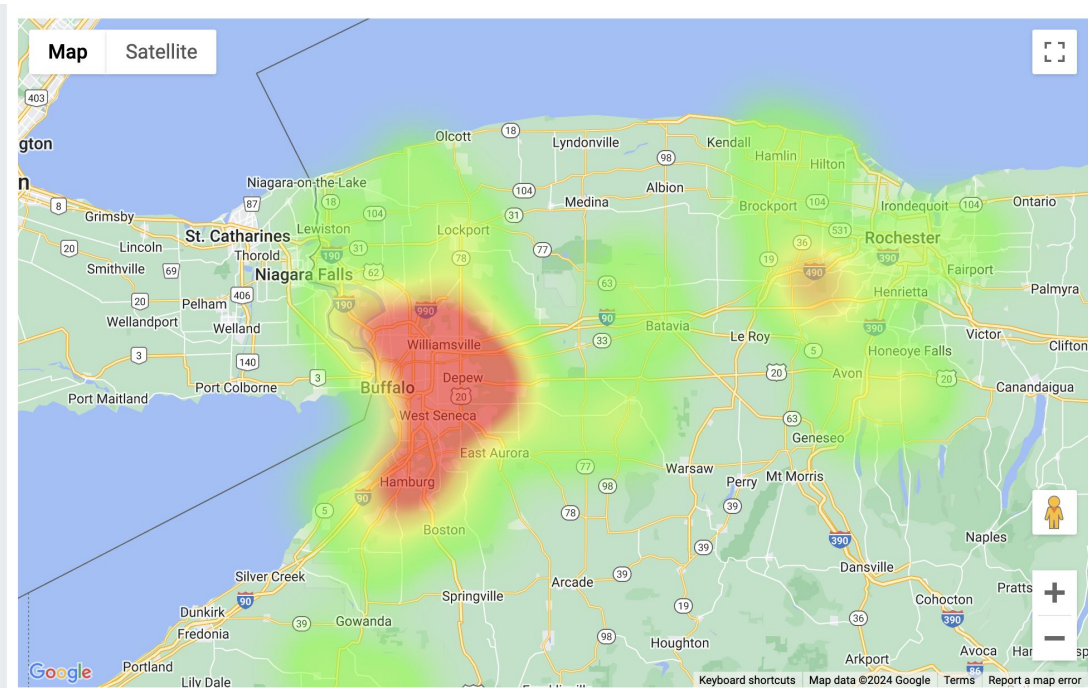 Map Satellite
403
gton
n
Olcott
18
Lyndonville
Kendall
98
Hamlin
Hilton
Niagara-on-the-Lake
8
87
18
104
Medina
Albion
Brockport
104
Irondequoit
104
Ontario
Grimsby
104
31
St. Catharines
Lewiston
Lockport
531
Rochester
20
Lincoln
Thorold
190
31
77
36
390
Smithville
69
Niagara Falls
62
78
19
490
Fairport
20
Pelham
406
190
63
Henrietta
Palmyra
Wellandport
Welland
990
90
Batavia
390
Victor
Clifton
3
140
Williamsville
33
Le Roy
5
Honeoye Falls
Port Maitland
Port Colborne
3
Buffalo
Depew
20
20
Avon
20
Canandaigua
West Seneca
63
Geneseo
East Aurora
77
Warsaw
Mt Morris
Hamburg
98
Perry
90
5
78
39
Boston
39
390
Naples
Silver Creek
Arcade
39
Dansville
Springville
90
Dunkirk
19
Cohocton
Pratts
Fredonia
39
Gowanda
98
Houghton
36
390
Portland
Arkport
Avoca
Har
sp
86
Lily Dale
Google
Keyboard shortcuts Map data ©2024 Google Terms Report a map error